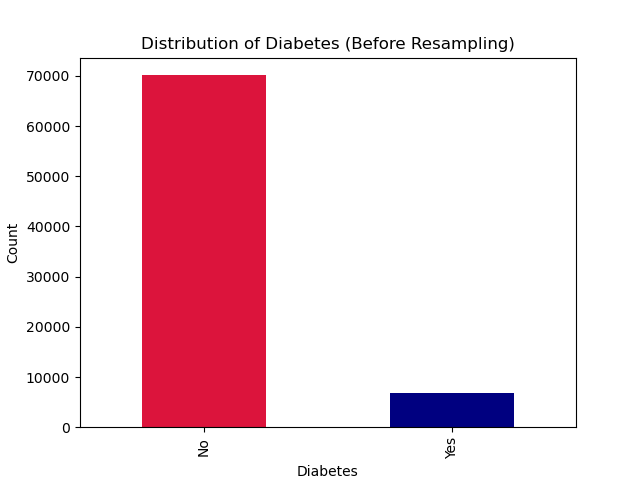 Distribution of Diabetes (Before Resampling)
70000
60000
50000
40000
30000
20000
10000
0
Count
No
Yes
Diabetes